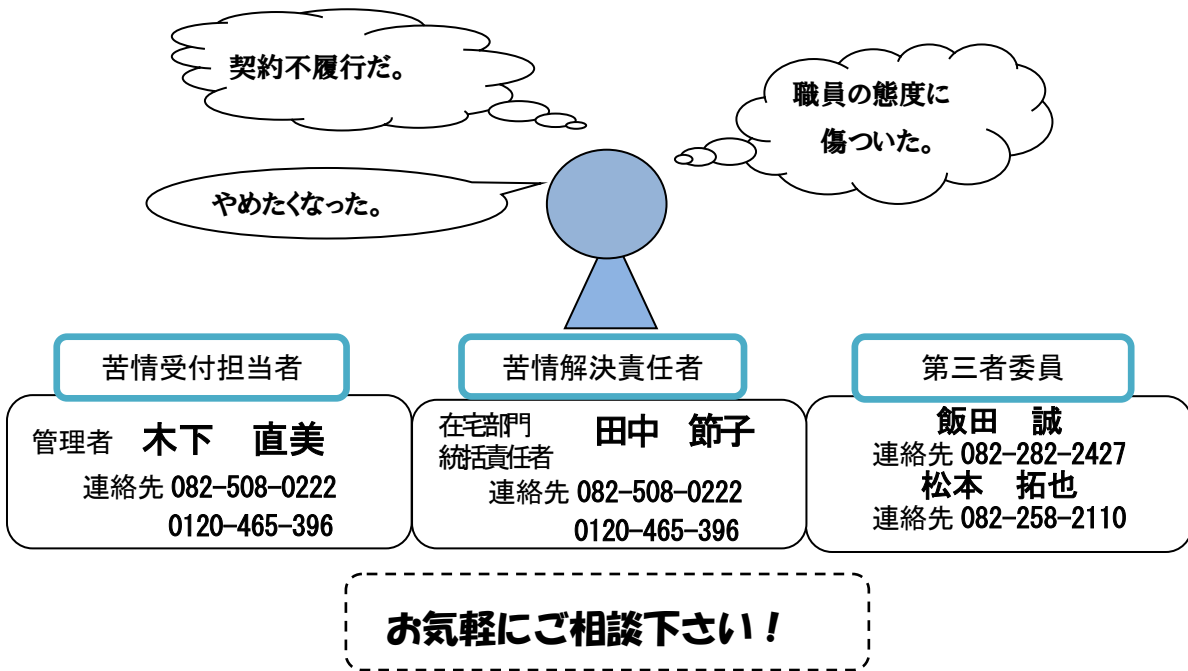 契約不履行だ。
職員の態度に
傷ついた。
やめたくなった。
苦情受付担当者
管理者　木下　直美
連絡先 082-508-0222
0120-465-396
苦情解決責任者
在宅部門
統括責任者
田中　節子
連絡先 082-508-0222
0120-465-396
第三者委員
飯田　誠
連絡先 082-282-2427
松本　拓也
連絡先 082-258-2110
お気軽にご相談下さい！